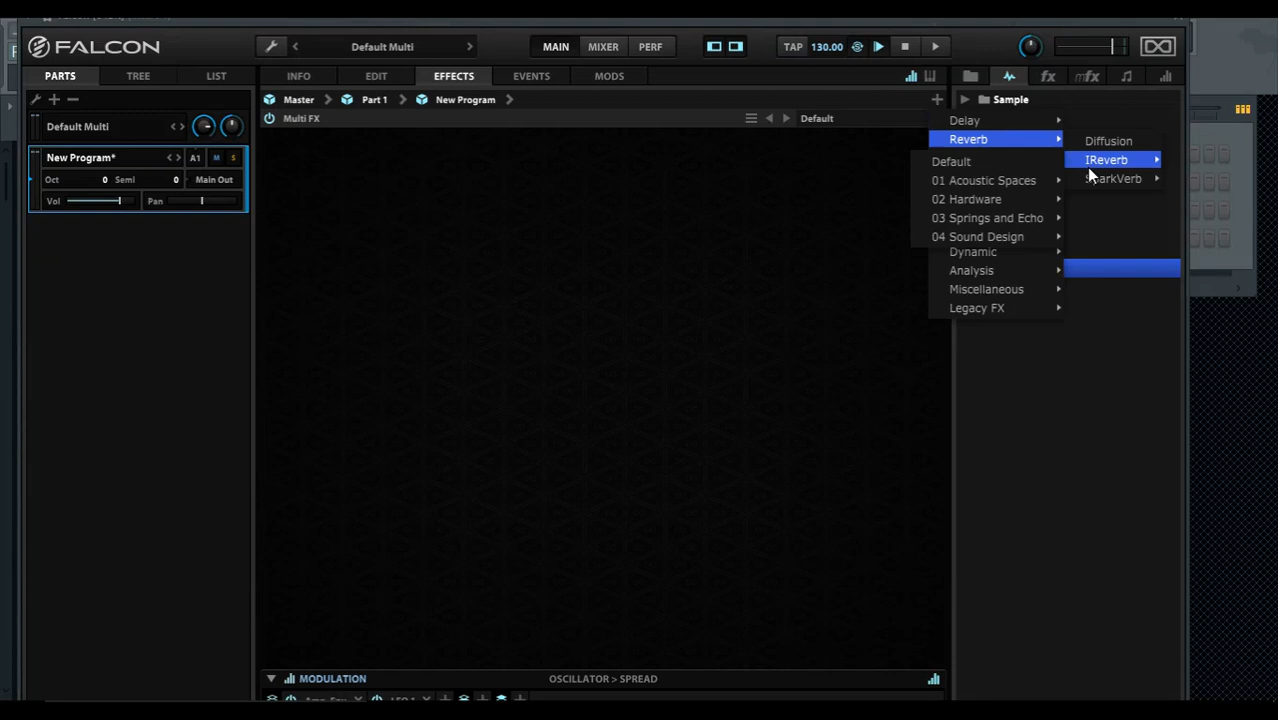 FALCON
Default Multi
MAIN MIXER PERF
TAP 130.00
PARTS TREE LIST
INFO EDIT EFFECTS EVENTS MODS
fx mfx
Master Part 1 New Program
Sample
Default Multi
Multi FX
Default
New Program* A1 M S
Oct 0 Semi 0 Main Out
Vol Pan
Delay
Reverb
Diffusion
IReverb
Default
01 Acoustic Spaces
02 Hardware
03 Springs and Echo
04 Sound Design
Dynamic
Analysis
Miscellaneous
Legacy FX
MODULATION OSCILLATOR > SPREAD